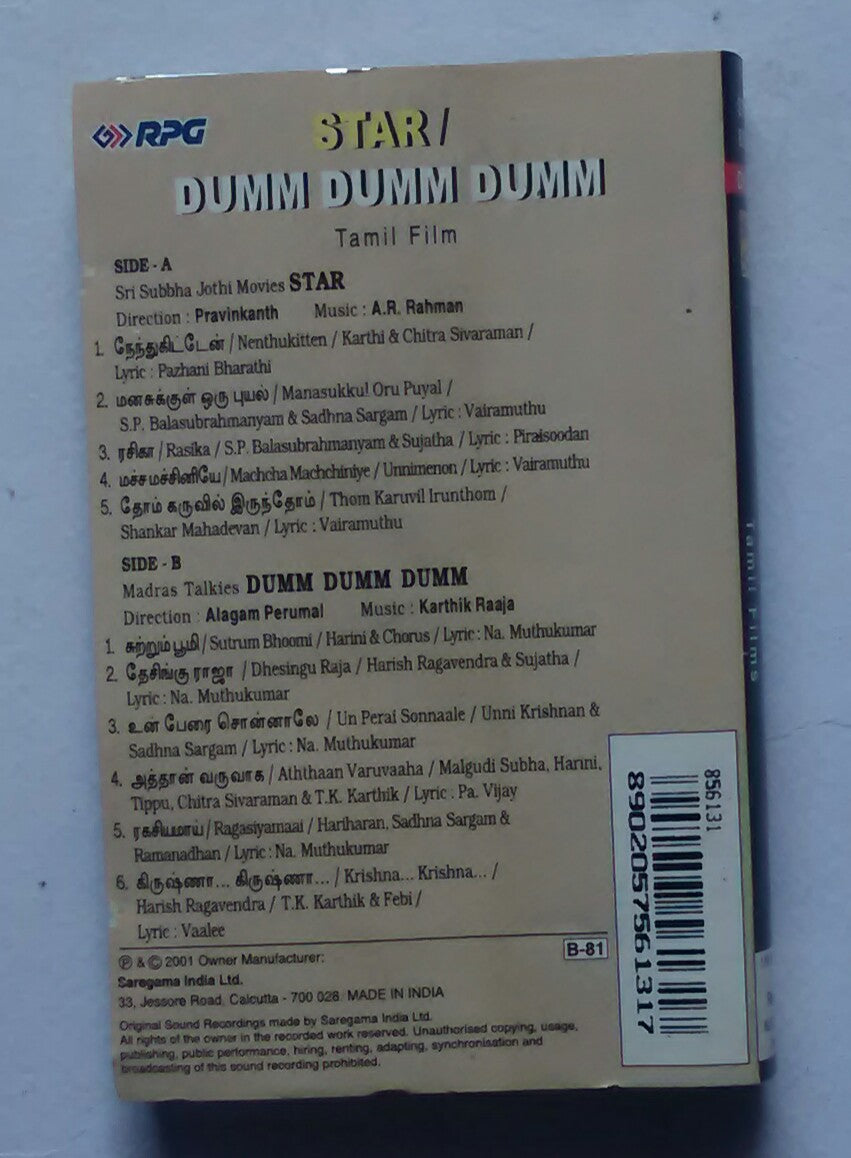 RPG
STAR /
DUMM DUMM DUMM
Tamil Film
SIDE - A
Sri Subbha Jothi Movies STAR
Direction : Pravinkanth Music : A.R. Rahman
1. நேந்துகிட்டேன் / Nenthukitten / Karthi & Chitra Sivaraman /
Lyric : Pazhani Bharathi
2. மனசுக்குள் ஒரு புயல் / Manasukkul Oru Puyal /
S.P. Balasubrahmanyam & Sadhna Sargam / Lyric : Vairamuthu
3. ரசிகா / Rasika / S.P. Balasubrahmanyam & Sujatha / Lyric : Piraisoodan
4. மச்ச மச்சினியே / Machcha Machchiniye / Unnimenon / Lyric : Vairamuthu
5. தோம் கருவில் இருந்தோம் / Thom Karuvil Irunthom /
Shankar Mahadevan / Lyric : Vairamuthu
SIDE - B
Madras Talkies DUMM DUMM DUMM
Direction : Alagam Perumal Music : Karthik Raaja
1. சுற்றும் பூமி / Sutrum Bhoomi / Harini & Chorus / Lyric : Na. Muthukumar
2. தேசிங்கு ராஜா / Dhesingu Raja / Harish Ragavendra & Sujatha /
Lyric : Na. Muthukumar
3. உன் பேரை சொன்னாலே / Un Perai Sonnaale / Unni Krishnan &
Sadhna Sargam / Lyric : Na. Muthukumar
4. அத்தான் வருவாக / Aththaan Varuvaaha / Malgudi Subha, Harini,
Tippu, Chitra Sivaraman & T.K. Karthik / Lyric : Pa. Vijay
5. ரகசியமாய் / Ragasiyamaai / Hariharan, Sadhna Sargam &
Ramanadhan / Lyric : Na. Muthukumar
6. கிருஷ்ணா... கிருஷ்ணா... / Krishna... Krishna... /
Harish Ragavendra / T.K. Karthik & Febi /
Lyric : Vaalee
B-81
℗ & © 2001 Owner Manufacturer:
Saregama India Ltd.
33, Jessore Road, Calcutta - 700 028. MADE IN INDIA
Original Sound Recordings made by Saregama India Ltd.
All rights of the owner in the recorded work reserved. Unauthorised copying, usage,
publishing, public performance, hiring, renting, adapting, synchronisation and
broadcasting of this sound recording prohibited.
856131
8902057561317
Tamil Films